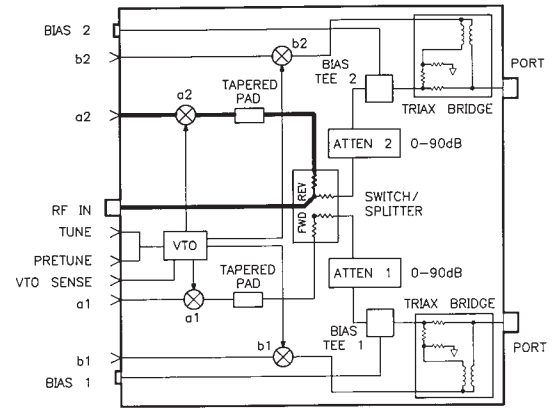 BIAS 2
b2
b2
BIAS
TEE 2
PORT
TRIAX BRIDGE
a2
a2
TAPERED
PAD
ATTEN 2
0-90dB
REV
FWD
SWITCH/
SPLITTER
RF IN
TUNE
PRETUNE
VTO
VTO SENSE
a1
a1
TAPERED
PAD
ATTEN 1
0-90dB
TRIAX BRIDGE
BIAS
TEE 1
PORT
b1
b1
BIAS 1